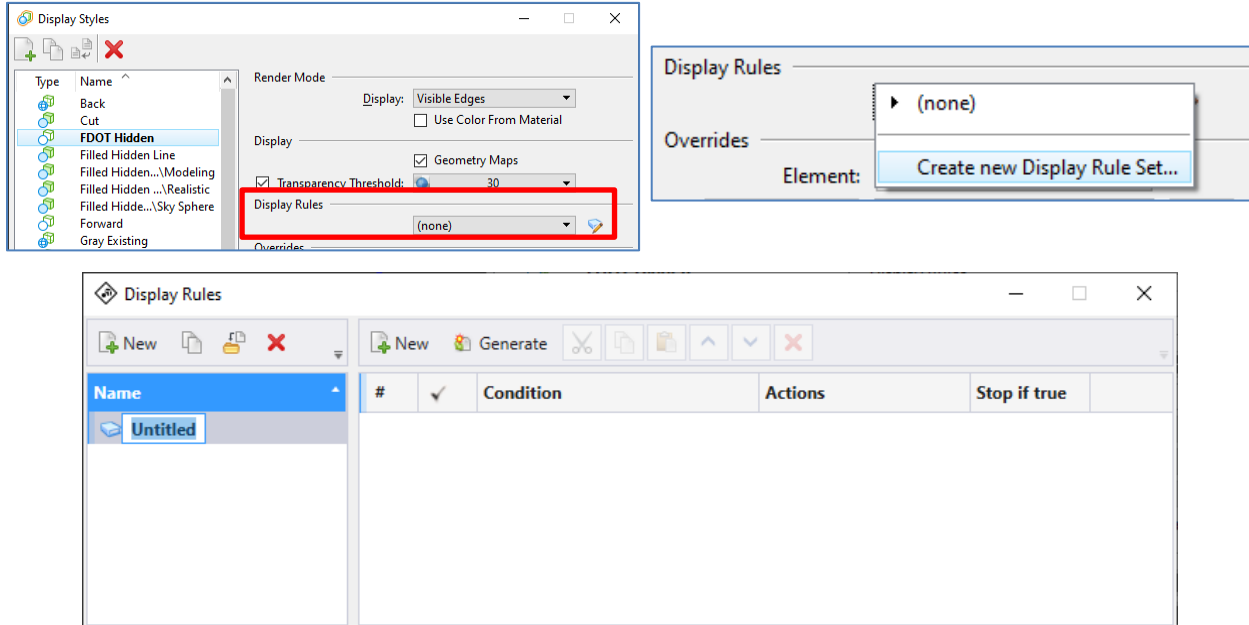 Display Styles
Type Name
Back
Cut
FDOT Hidden
Filled Hidden Line
Filled Hidden...\Modeling
Filled Hidden ...\Realistic
Filled Hidde...\Sky Sphere
Forward
Gray Existing
Render Mode
Display: Visible Edges
Use Color From Material
Display
Geometry Maps
Transparency Threshold: 30
Display Rules
(none)
Overrides
Display Rules
(none)
Overrides
Create new Display Rule Set...
Element:
Display Rules
New
New Generate
Name
# Condition Actions Stop if true
Untitled